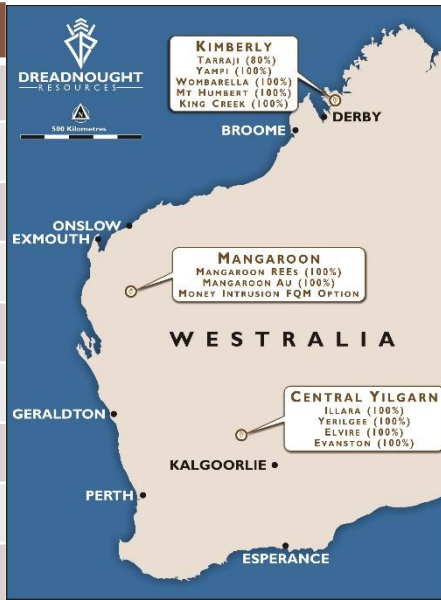 DREADNOUGHT
RESOURCES
500 KILOMETRES
KIMBERLY
TARRAJI (80%)
YAMPI (100%)
WOMBARELLA (100%)
MT HUMBERT (100%)
KING CREEK (100%)
DERBY
BROOME
ONSLOW
EXMOUTH
MANGAROON
MANGAROON REES (100%)
MANGAROON AU (100%)
MONEY INTRUSION FQM OPTION
WESTRALIA
CENTRAL YILGARN
ILLARA (100%)
YERILGEE (100%)
ELVIRE (100%)
EVANSTON (100%)
GERALDTON
KALGOORLIE
PERTH
ESPERANCE